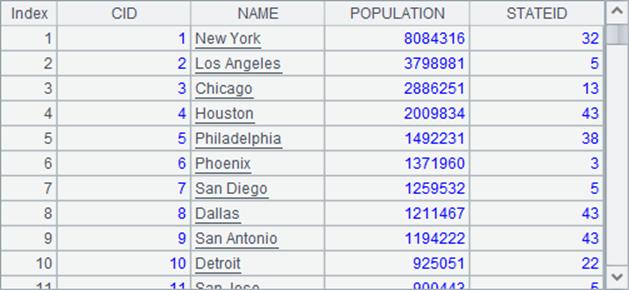 Index CID NAME POPULATION STATEID
1 1 New York 8084316 32
2 2 Los Angeles 3798981 5
3 3 Chicago 2886251 13
4 4 Houston 2009834 43
5 5 Philadelphia 1492231 38
6 6 Phoenix 1371960 3
7 7 San Diego 1259532 5
8 8 Dallas 1211467 43
9 9 San Antonio 1194222 43
10 10 Detroit 925051 22
11 11 San Jose 900443 5